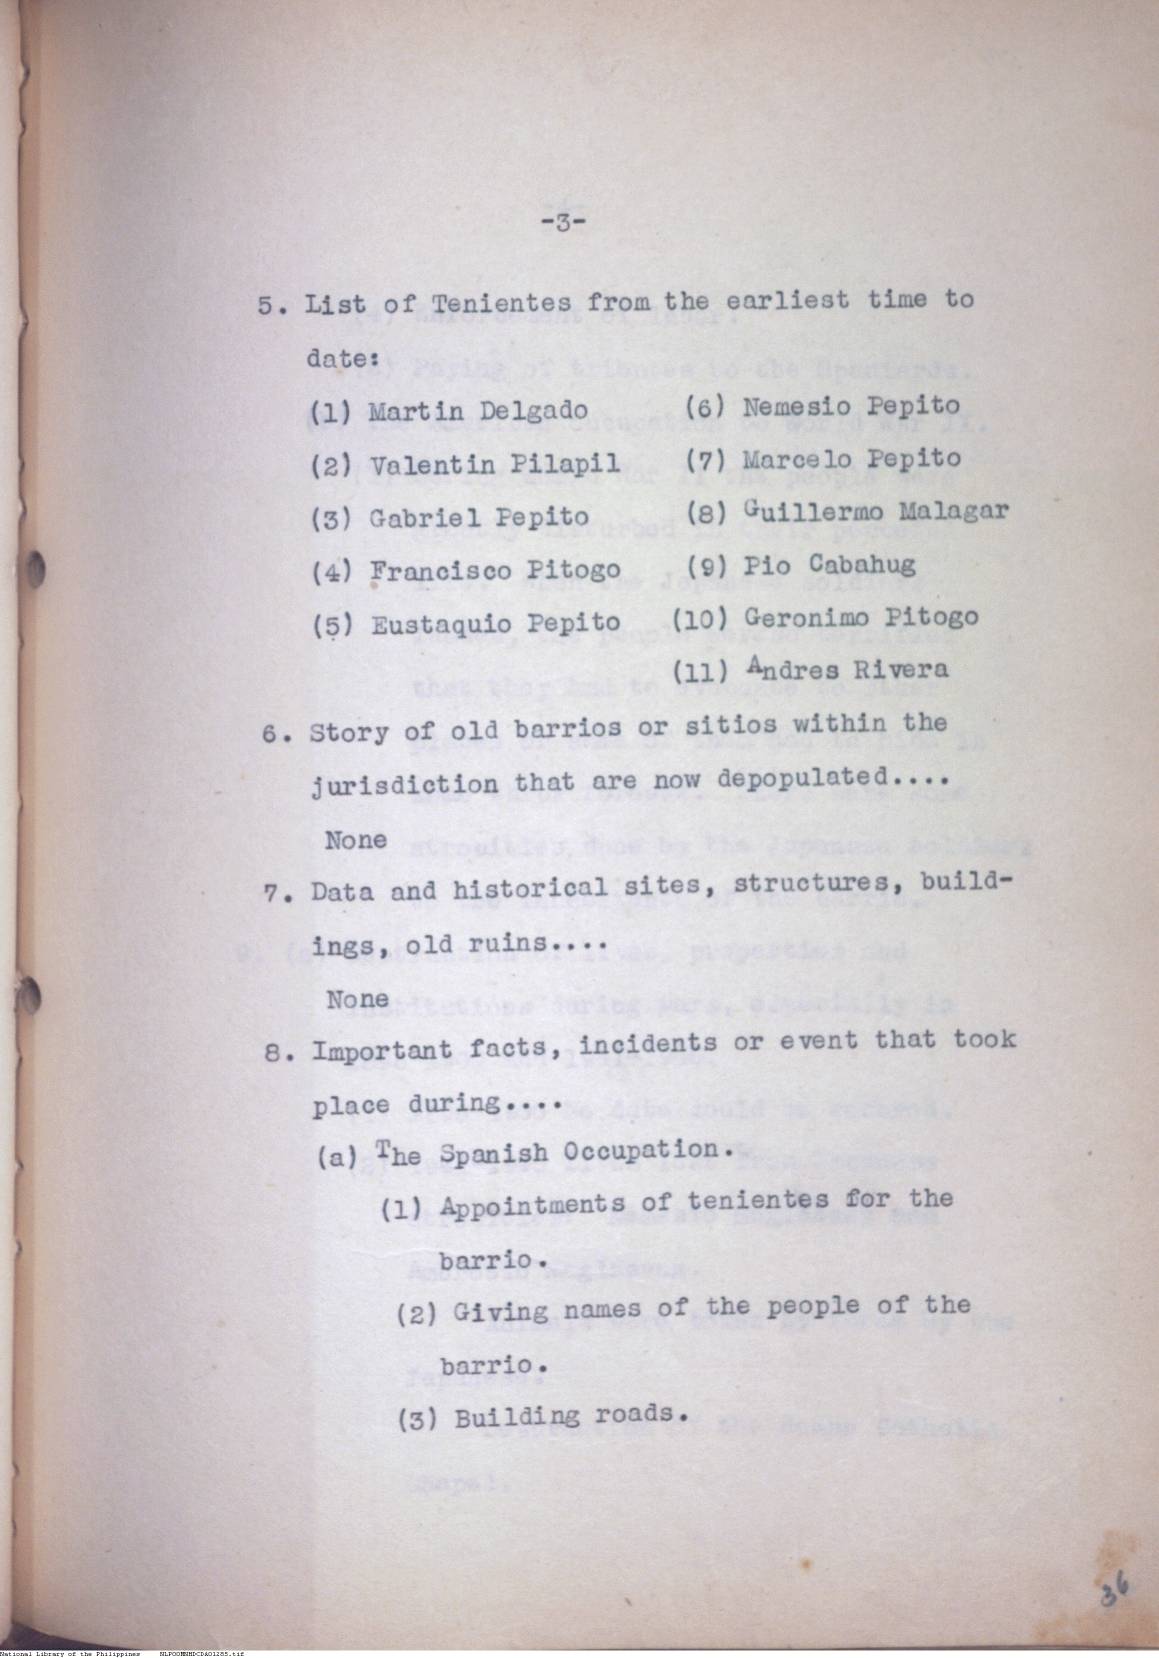 -3-
5. List of Tenientes from the earliest time to
date:
(1) Martin Delgado (6) Nemesio Pepito
(2) Valentin Pilapil (7) Marcelo Pepito
(3) Gabriel Pepito (8) Guillermo Malagar
(4) Francisco Pitogo (9) Pio Cabahug
(5) Eustaquio Pepito (10) Geronimo Pitogo
(11) Andres Rivera
6. Story of old barrios or sitios within the
jurisdiction that are now depopulated....
None
7. Data and historical sites, structures, build-
ings, old ruins....
None
8. Important facts, incidents or event that took
place during....
(a) The Spanish Occupation.
(1) Appointments of tenientes for the
barrio.
(2) Giving names of the people of the
barrio.
(3) Building roads.
36
National Library of the Philippines NLPOOMNHDCDA01285.tif